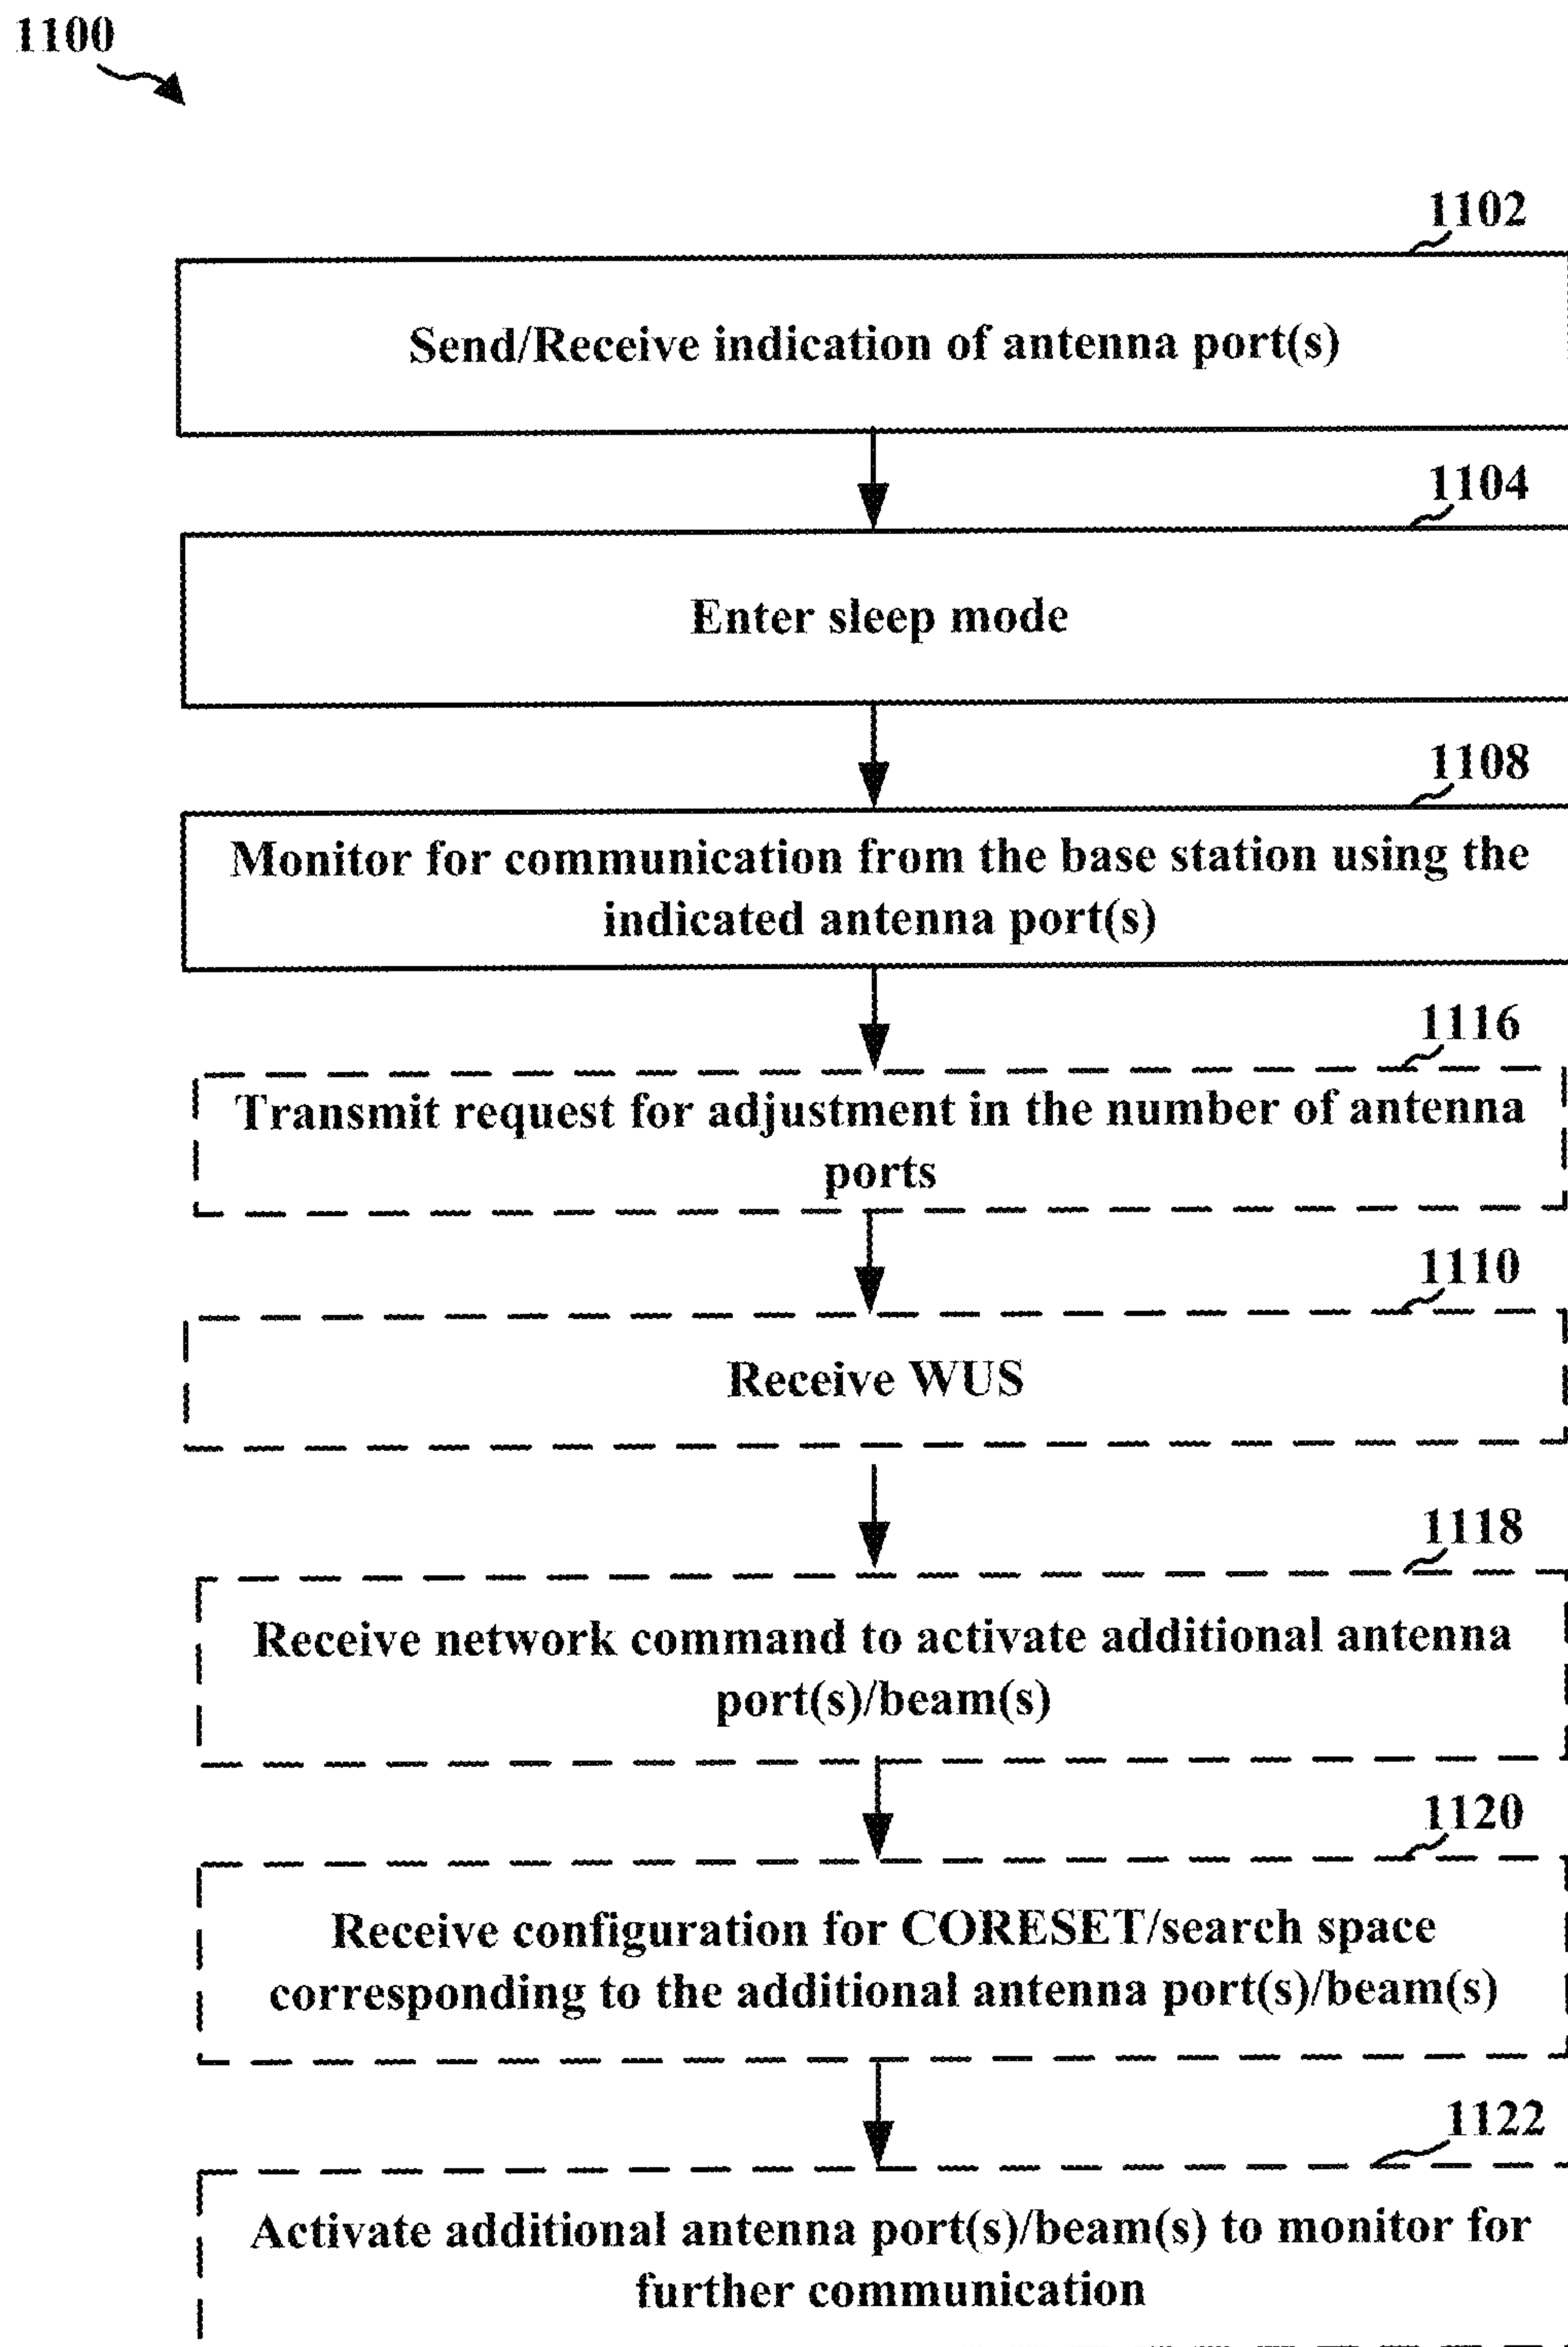 1100
1102
Send/Receive indication of antenna port(s)
1104
Enter sleep mode
1108
Monitor for communication from the base station using the
indicated antenna port(s)
1116
Transmit request for adjustment in the number of antenna
ports
1110
Receive WUS
1118
Receive network command to activate additional antenna
port(s)/beam(s)
1120
Receive configuration for CORESET/search space
corresponding to the additional antenna port(s)/beam(s)
1122
Activate additional antenna port(s)/beam(s) to monitor for
further communication